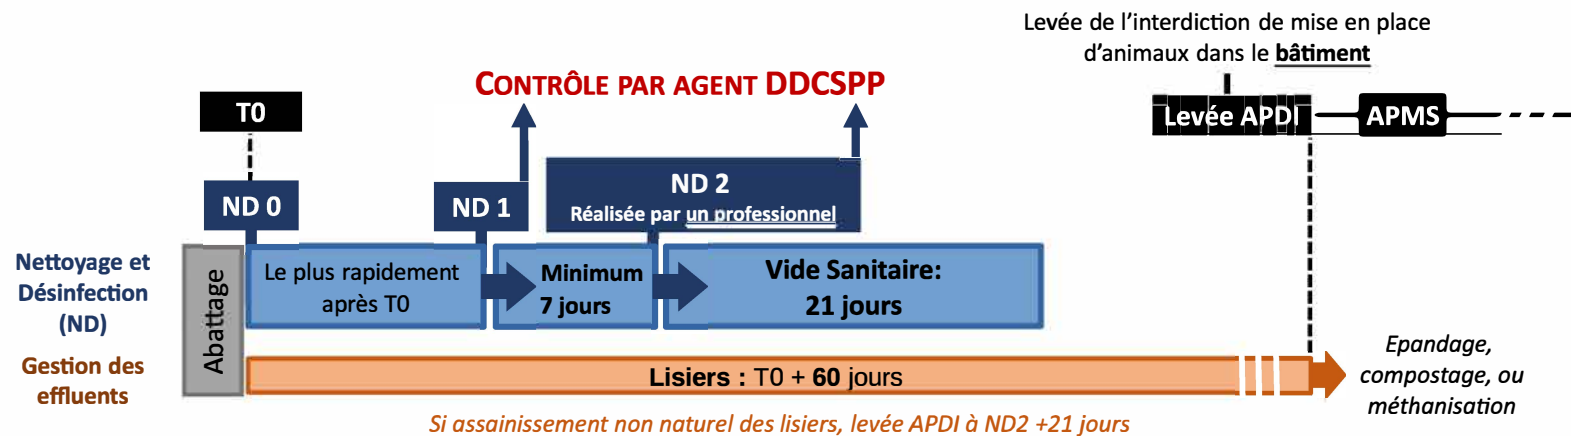 Levée de l'interdiction de mise en place
d'animaux dans le bâtiment
CONTRÔLE PAR AGENT DDCSPP
T0
Levée APDI
APMS
ND 0
ND 1
ND 2
Réalisée par un professionnel
Nettoyage et
Désinfection
(ND)
Abattage
Le plus rapidement
après T0
Minimum
7 jours
Vide Sanitaire:
21 jours
Gestion des
effluents
Lisiers : T0 + 60 jours
Epandage,
compostage, ou
méthanisation
Si assainissement non naturel des lisiers, levée APDI à ND2 +21 jours